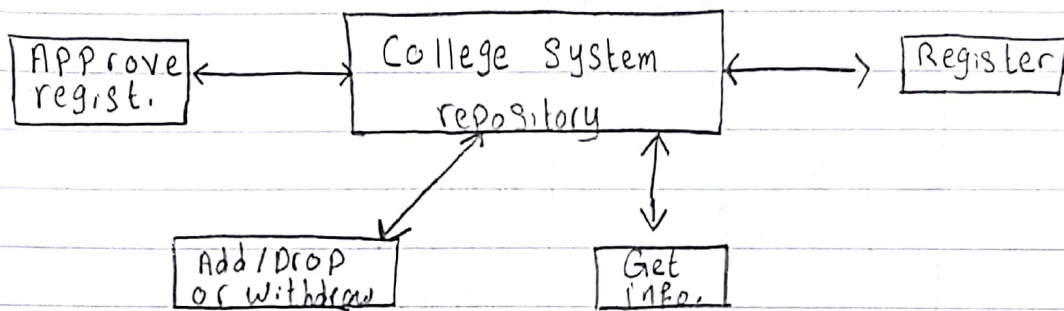 Approve
regist.
College System
repository
Register
Add/Drop
or withdraw
Get
info.